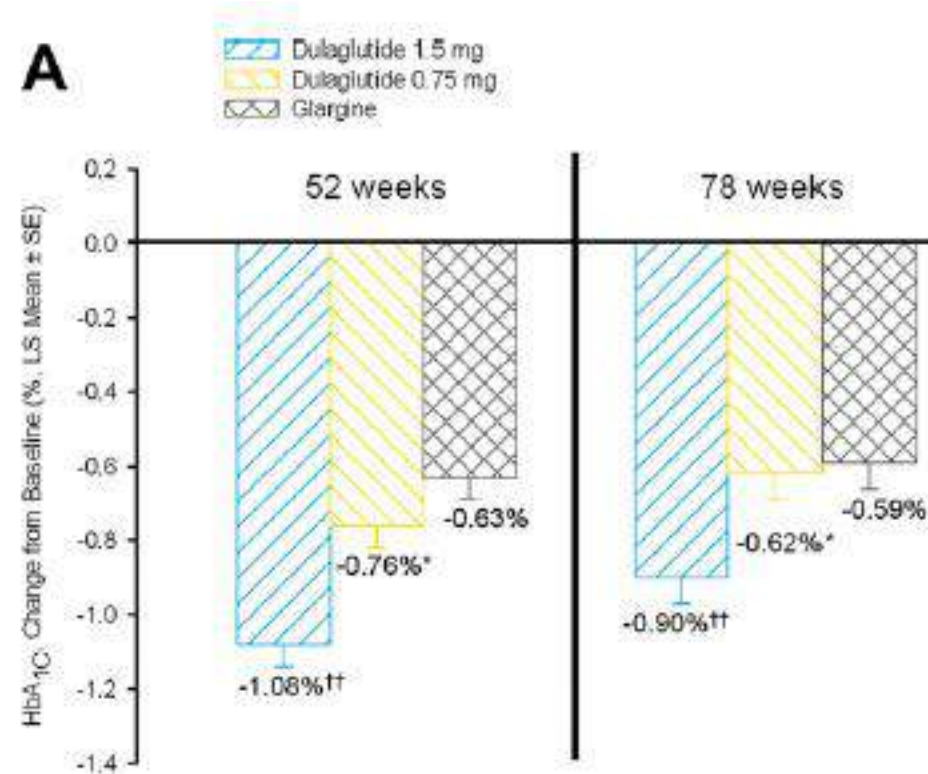 A
Dulaglutide 1.5 mg
Dulaglutide 0.75 mg
Glargine
52 weeks
78 weeks
HbA1C, Change from Baseline (%, LS Mean ± SE)
0.2
0.0
-0.2
-0.4
-0.6
-0.8
-1.0
-1.2
-1.4
-1.08%††
-0.76%*
-0.63%
-0.90%††
-0.62%*
-0.59%